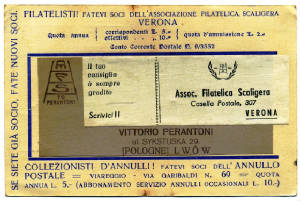 FILATELISTI! FATEVI SOCI DELL'ASSOCIAZIONE FILATELICA SCALIGERA
VERONA
Quota Annua
corrispondenti L. 5.-
effettivi „ 10.-
quota d'ammissione L. 2.=
Conto Corrente Postale N. 9/3352
SE SIETE GIÀ SOCIO, FATE NUOVI SOCI.
PERANTONI
Il tuo
consiglio
è sempre
gradito
Scrivici !!
Assoc. Filatelica Scaligera
Casella Postale, 307
VERONA
VITTORIO PERANTONI
ul. SYKSTUSKA 29.
[POLOGNE] LWÓW
COLLEZIONISTI D'ANNULLI! FATEVI SOCI DELL'ANNULLO
POSTALE — VIAREGGIO - VIA GARIBALDI N. 60 — QUOTA
ANNUA L. 5.- (ABBONAMENTO SERVIZIO ANNULLI OCCASIONALI L. 10.-)